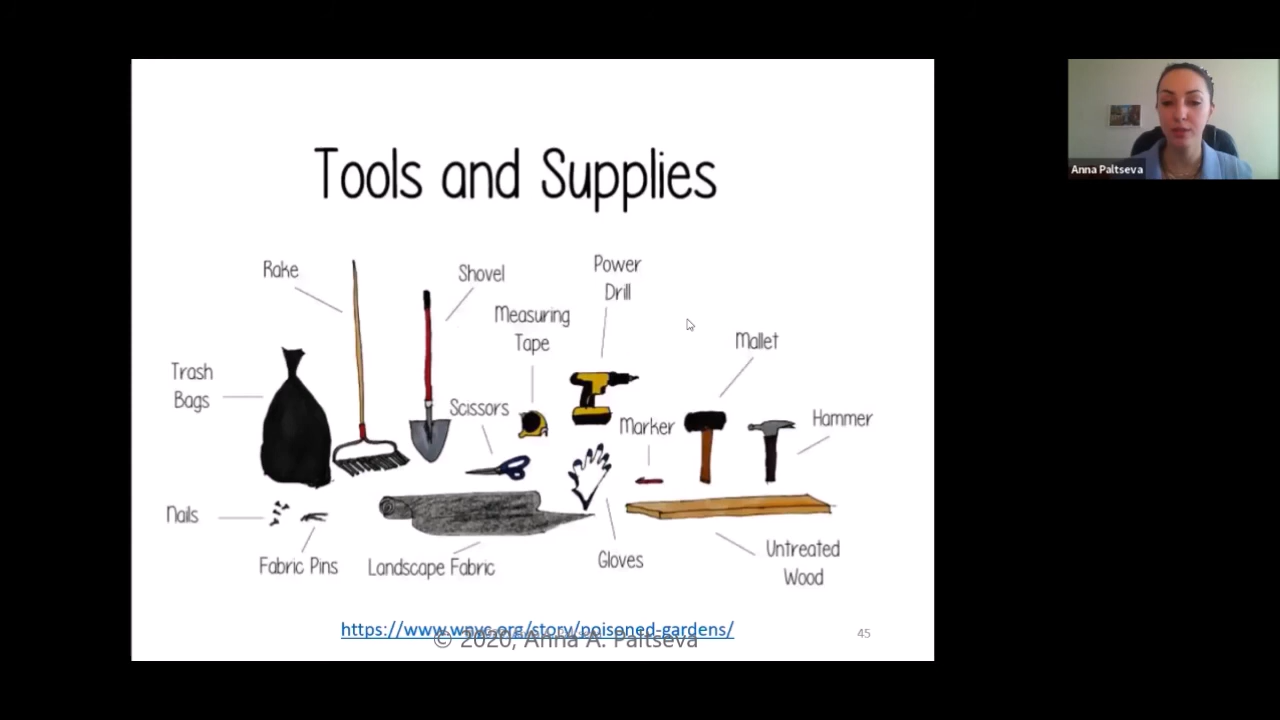 Tools and Supplies
Rake
Shovel
Power
Drill
Measuring
Tape
Mallet
Trash
Bags
Scissors
Marker
Hammer
Nails
Fabric Pins
Landscape Fabric
Gloves
Untreated
Wood
https://www.wnyc.org/story/poisoned-gardens/
© 2020, Anna A. Paltseva
45
Anna Paltseva